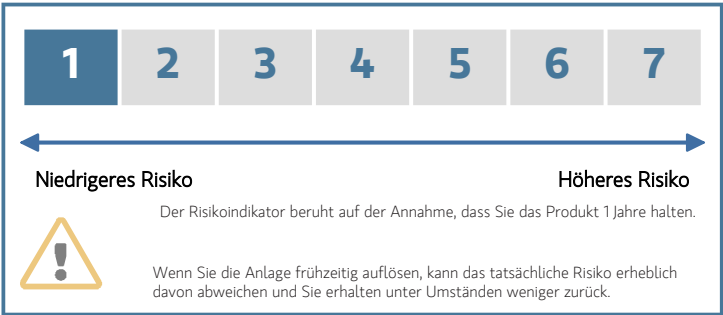 1 2 3 4 5 6 7
Niedrigeres Risiko Höheres Risiko
Der Risikoindikator beruht auf der Annahme, dass Sie das Produkt 1 Jahre halten.
Wenn Sie die Anlage frühzeitig auflösen, kann das tatsächliche Risiko erheblich
davon abweichen und Sie erhalten unter Umständen weniger zurück.